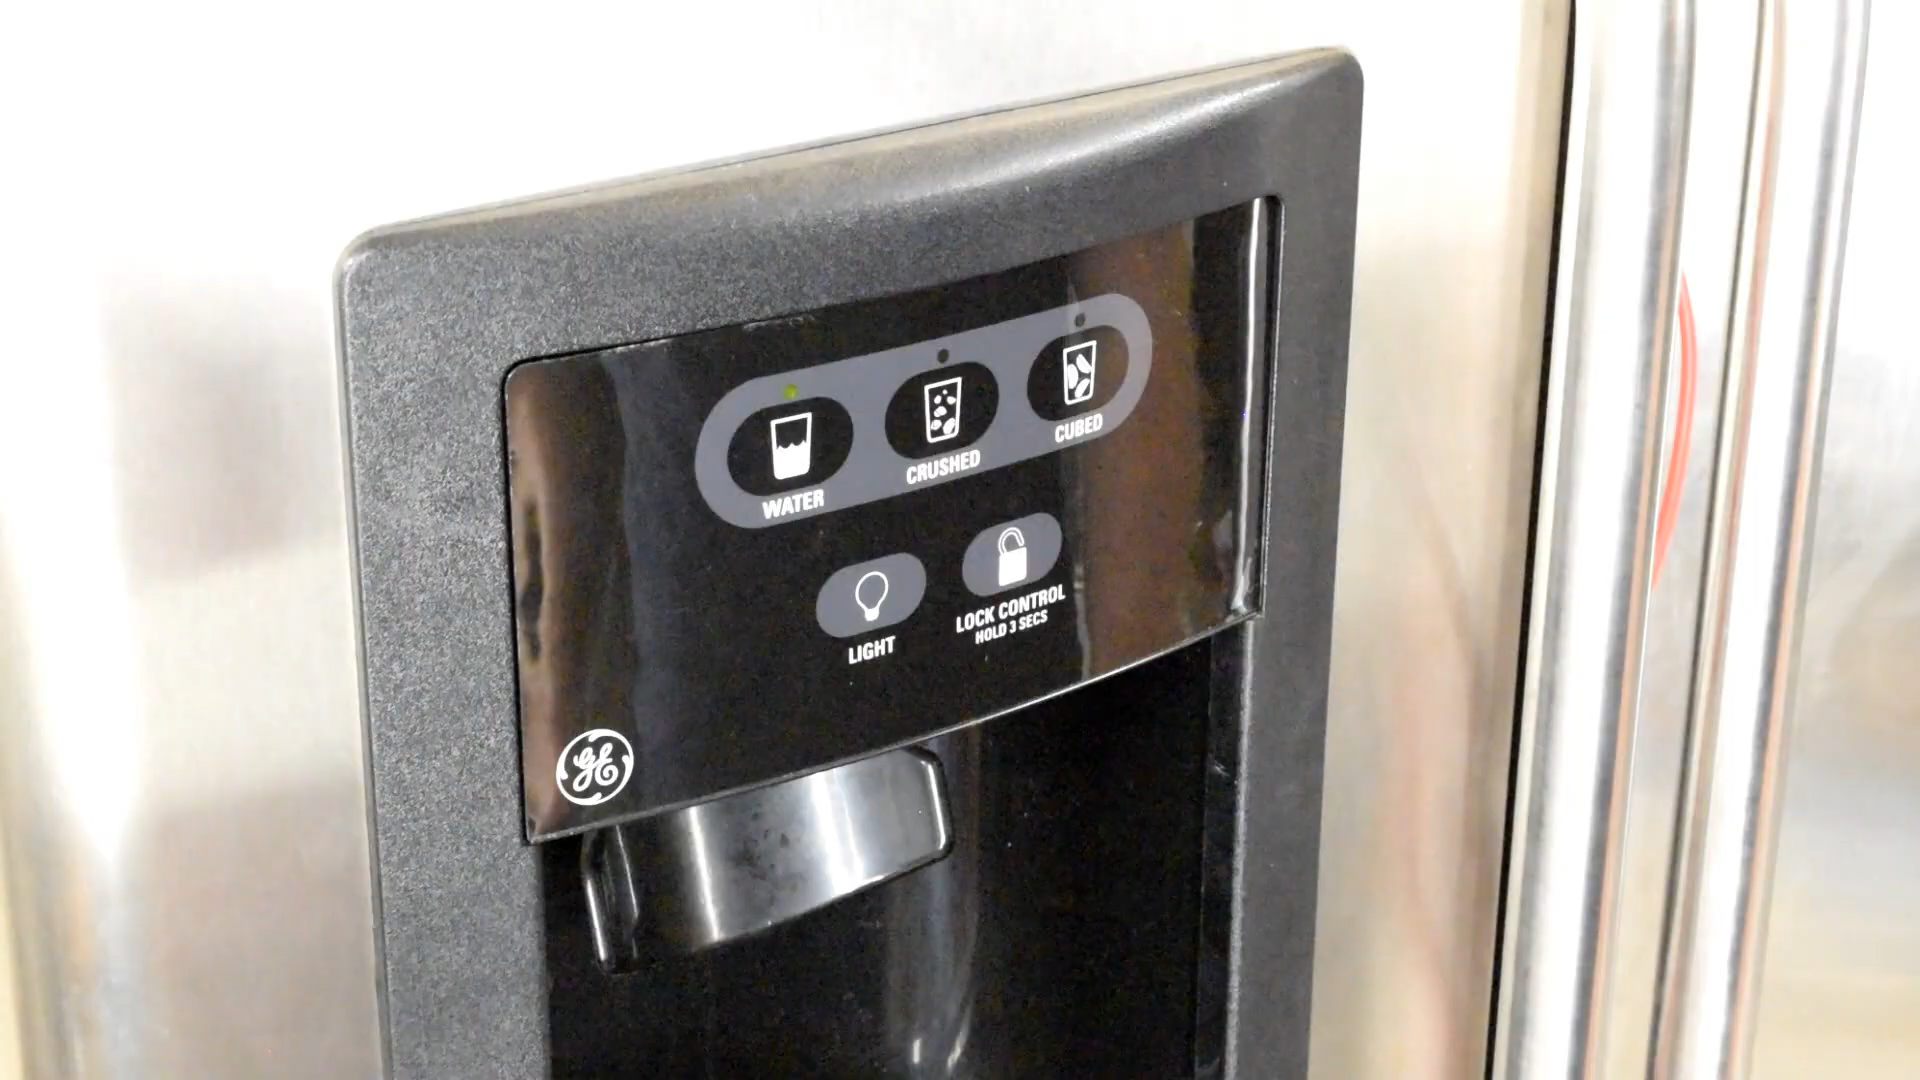 WATER
CRUSHED
CUBED
LIGHT
LOCK CONTROL
HOLD 3 SECS
GE